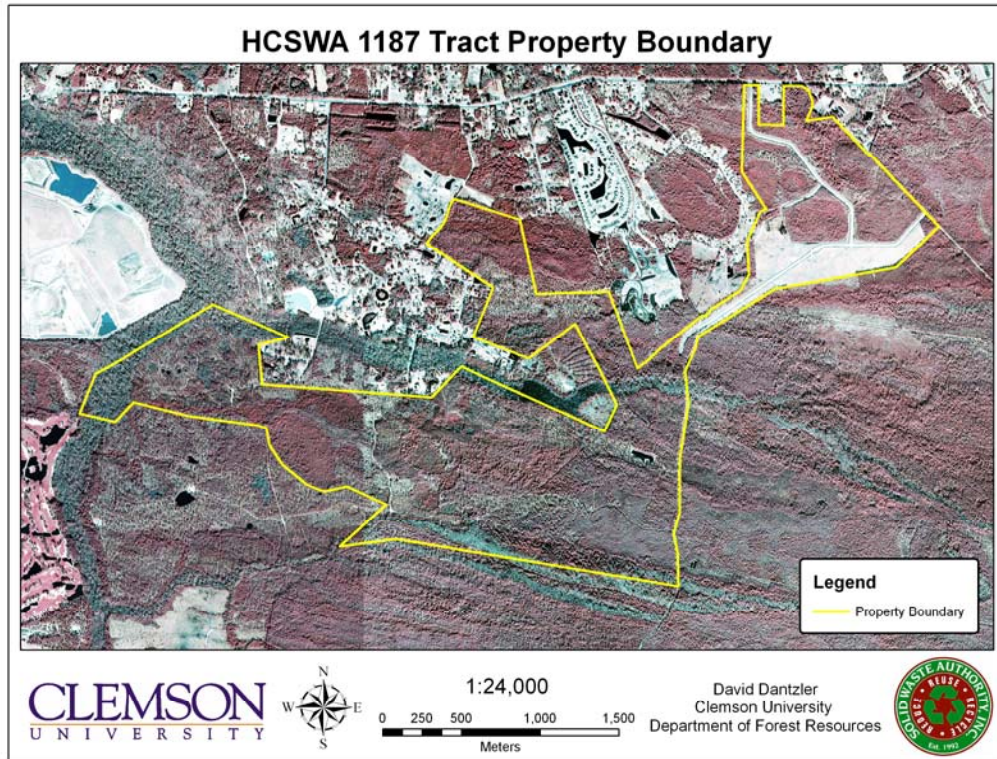 HCSWA 1187 Tract Property Boundary
Legend
Property Boundary
CLEMSON
UNIVERSITY
N
W
E
S
1:24,000
0 250 500 1,000 1,500
Meters
David Dantzler
Clemson University
Department of Forest Resources
SOLID WASTE AUTHORITY, INC.
REDUCE • REUSE • RECYCLE
Est. 1992